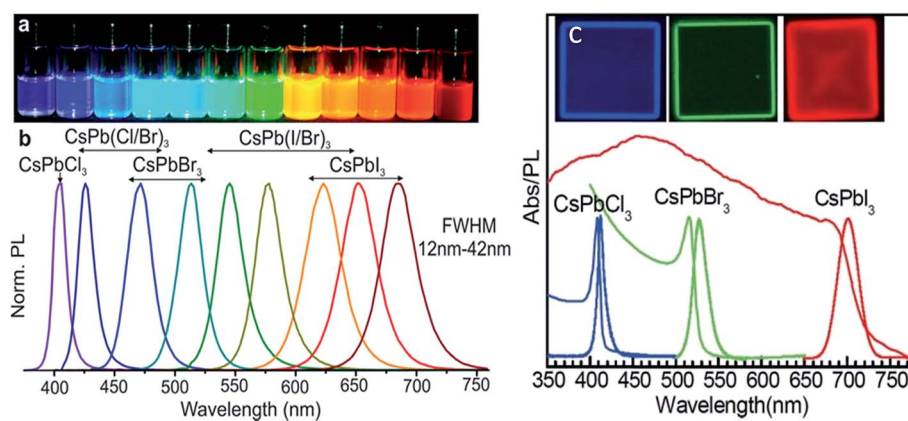 a
b
CsPb(Cl/Br)₃
CsPb(I/Br)₃
CsPbCl₃
CsPbBr₃
CsPbI₃
FWHM
12nm-42nm
Norm. PL
400 450 500 550 600 650 700 750
Wavelength (nm)
C
Abs/PL
CsPbCl₃
CsPbBr₃
CsPbI₃
350 400 450 500 550 600 650 700 750
Wavelength(nm)